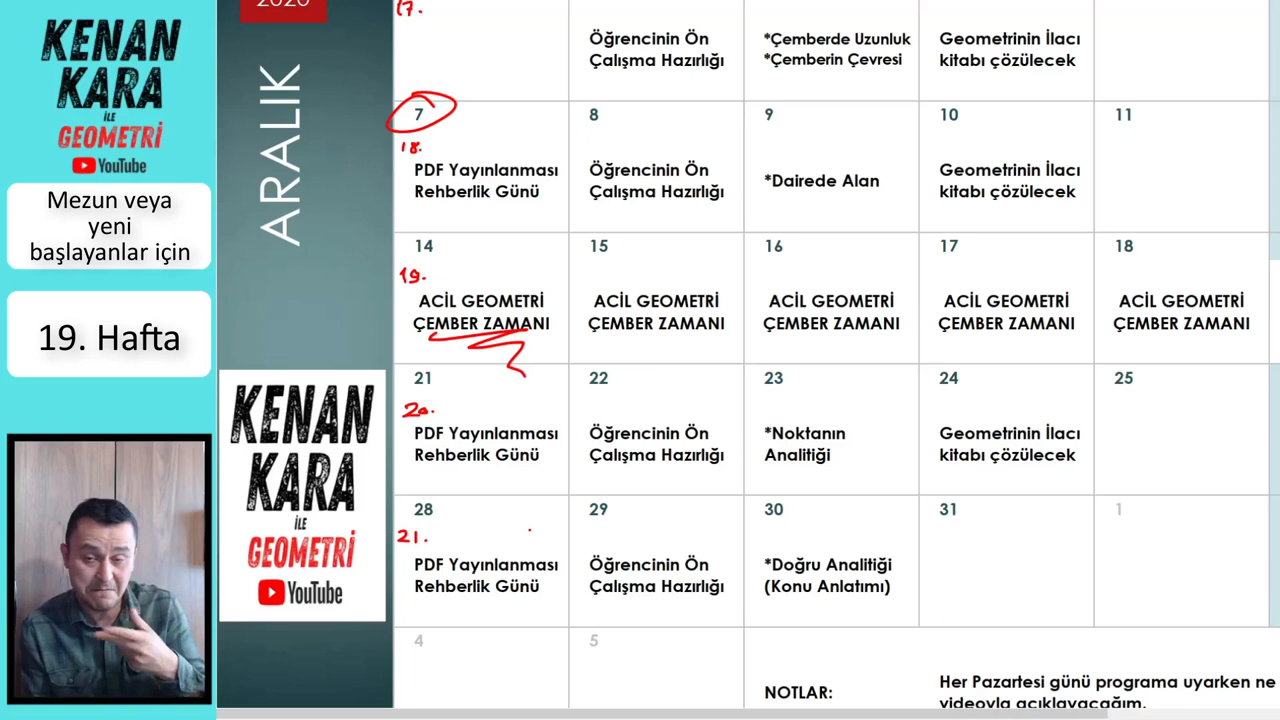 KENAN
KARA
İLE
GEOMETRİ
YouTube
Mezun veya
yeni
başlayanlar için
19. Hafta
2020
ARALIK
KENAN
KARA
İLE
GEOMETRİ
YouTube
17.
Öğrencinin Ön
Çalışma Hazırlığı
*Çemberde Uzunluk
*Çemberin Çevresi
Geometrinin İlacı
kitabı çözülecek
7
18.
PDF Yayınlanması
Rehberlik Günü
8
Öğrencinin Ön
Çalışma Hazırlığı
9
*Dairede Alan
10
Geometrinin İlacı
kitabı çözülecek
11
14
19.
ACİL GEOMETRİ
ÇEMBER ZAMANI
15
ACİL GEOMETRİ
ÇEMBER ZAMANI
16
ACİL GEOMETRİ
ÇEMBER ZAMANI
17
ACİL GEOMETRİ
ÇEMBER ZAMANI
18
ACİL GEOMETRİ
ÇEMBER ZAMANI
21
20.
PDF Yayınlanması
Rehberlik Günü
22
Öğrencinin Ön
Çalışma Hazırlığı
23
*Noktanın
Analitiği
24
Geometrinin İlacı
kitabı çözülecek
25
28
21.
PDF Yayınlanması
Rehberlik Günü
29
Öğrencinin Ön
Çalışma Hazırlığı
30
*Doğru Analitiği
(Konu Anlatımı)
31
1
4
5
NOTLAR:
Her Pazartesi günü programa uyarken ne
videoyla açıklayacağım.